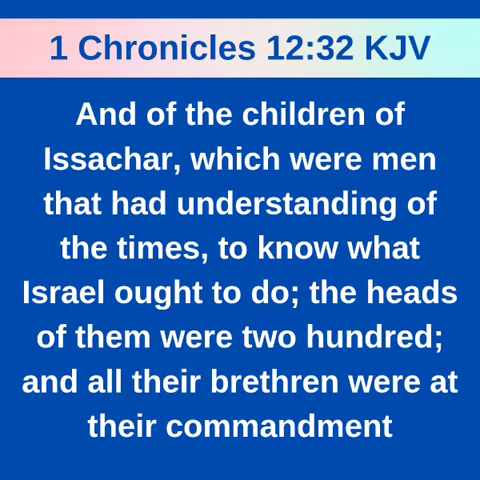 1 Chronicles 12:32 KJV
And of the children of
Issachar, which were men
that had understanding of
the times, to know what
Israel ought to do; the heads
of them were two hundred;
and all their brethren were at
their commandment